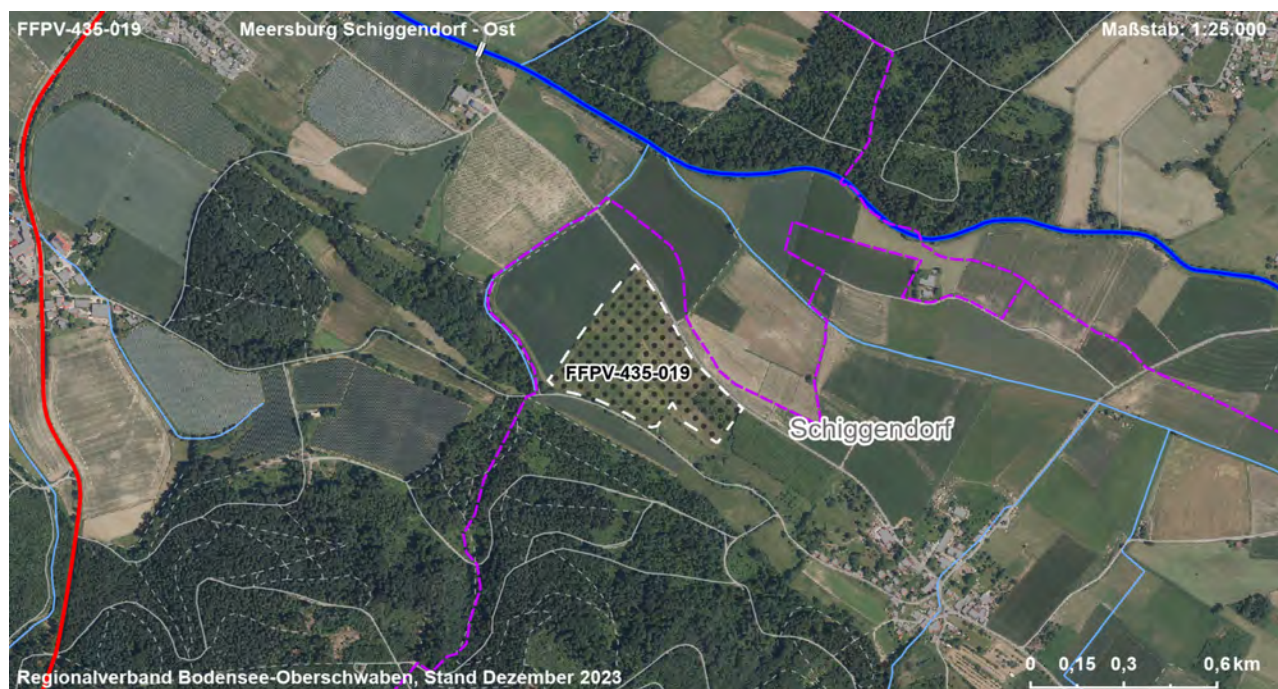 FFPV-435-019
Meersburg Schiggendorf - Ost
Maßstab: 1:25.000
FFPV-435-019
Schiggendorf
0 0,15 0,3 0,6 km
Regionalverband Bodensee-Oberschwaben, Stand Dezember 2023